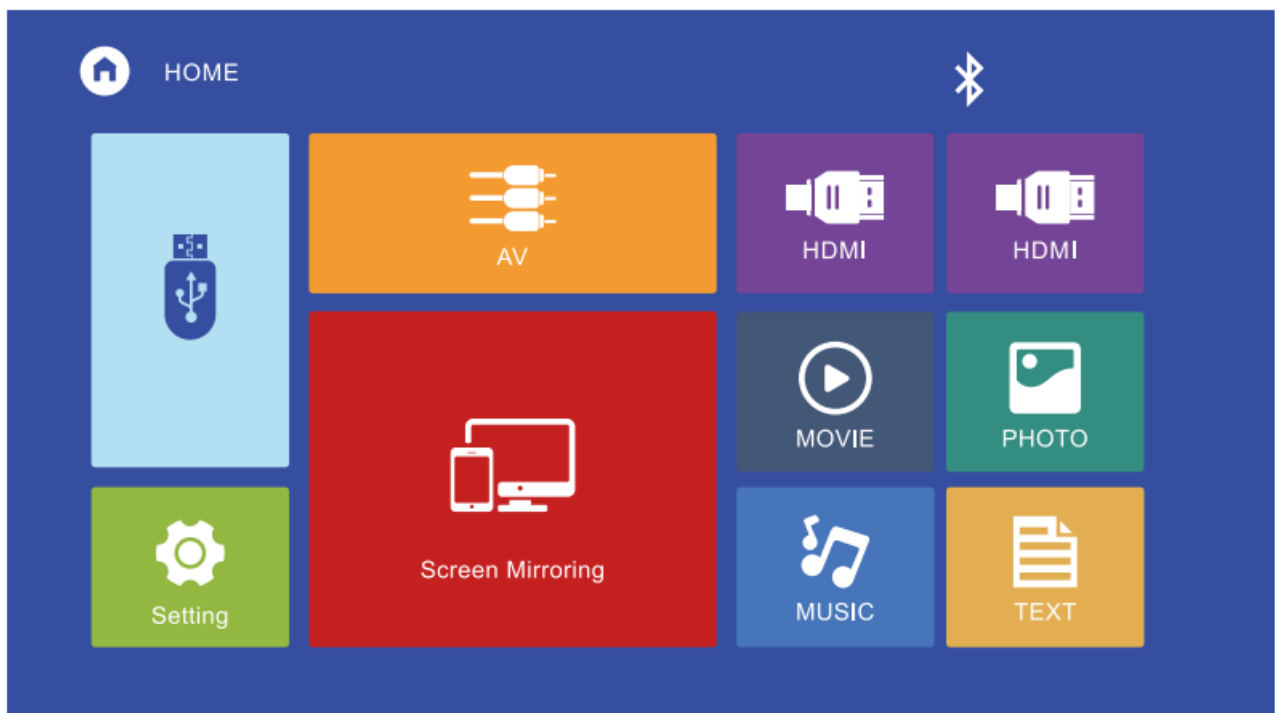 HOME
AV
HDMI
HDMI
MOVIE
PHOTO
Screen Mirroring
Setting
MUSIC
TEXT